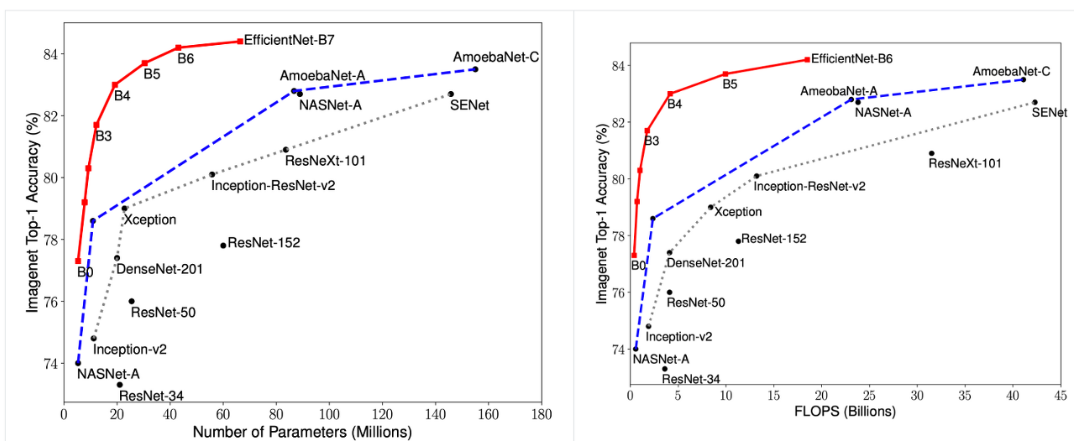 84
82
80
78
76
74
Imagenet Top-1 Accuracy (%)
EfficientNet-B7
B6
B5
B4
B3
B0
AmoebaNet-C
AmoebaNet-A
NASNet-A
SENet
ResNeXt-101
Inception-ResNet-v2
Xception
ResNet-152
DenseNet-201
ResNet-50
Inception-v2
NASNet-A
ResNet-34
0 20 40 60 80 100 120 140 160 180
Number of Parameters (Millions)
84
82
80
78
76
74
Imagenet Top-1 Accuracy (%)
EfficientNet-B6
B5
B4
B3
B0
AmoebaNet-C
AmeobaNet-A
NASNet-A
SENet
ResNeXt-101
Inception-ResNet-v2
Xception
ResNet-152
DenseNet-201
ResNet-50
Inception-v2
NASNet-A
ResNet-34
0 5 10 15 20 25 30 35 40 45
FLOPS (Billions)